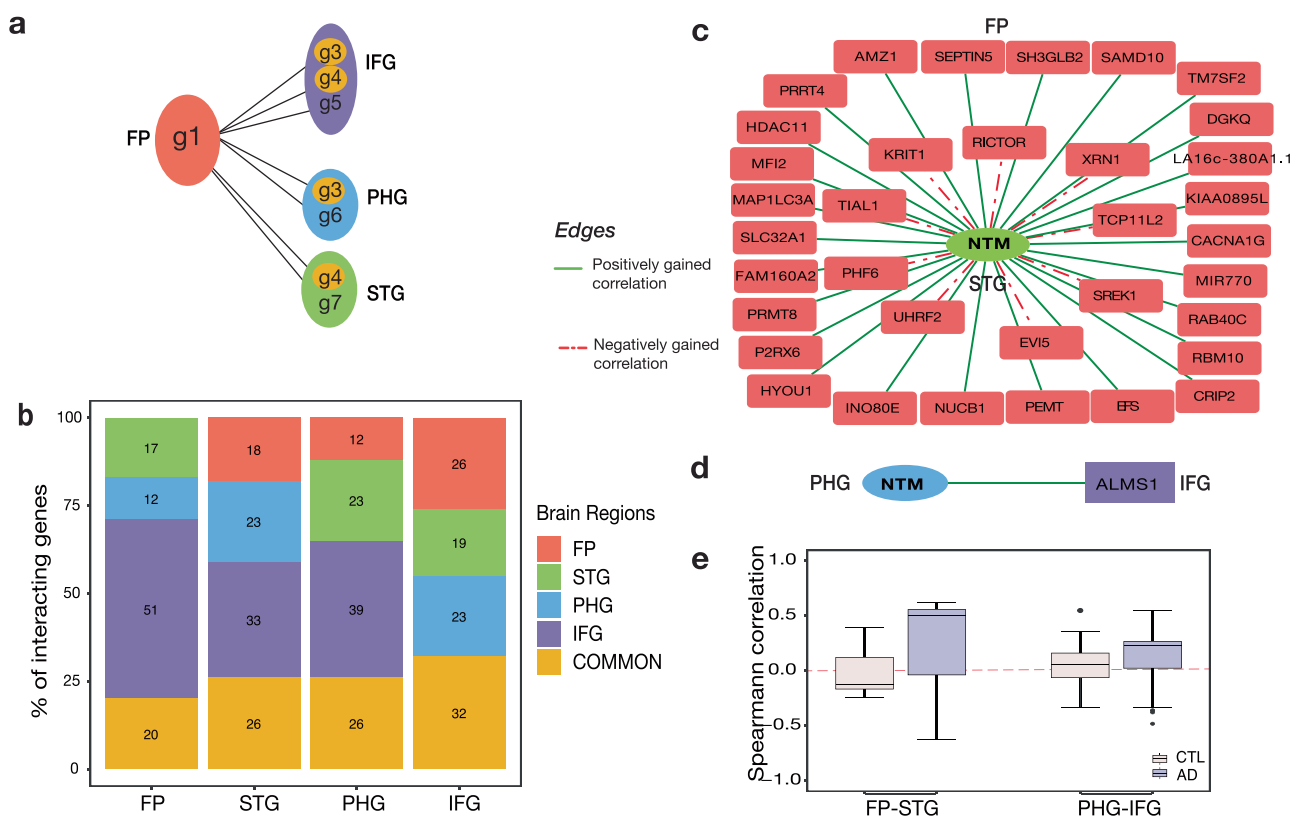 a
FP
g1
g3
g4
g5
IFG
g3
g6
PHG
g4
g7
STG
Edges
Positively gained
correlation
Negatively gained
correlation
b
% of interacting genes
100
75
50
25
0
17
12
51
20
18
23
33
26
12
23
39
26
26
19
23
32
FP
STG
PHG
IFG
Brain Regions
FP
STG
PHG
IFG
COMMON
c
FP
AMZ1
SEPTIN5
SH3GLB2
SAMD10
TM7SF2
PRRT4
DGKQ
HDAC11
KRIT1
RICTOR
XRN1
LA16c-380A1.1
MFI2
MAP1LC3A
TIAL1
TCP11L2
KIAA0895L
SLC32A1
NTM
CACNA1G
FAM160A2
PHF6
STG
SREK1
MIR770
PRMT8
UHRF2
EVI5
RAB40C
P2RX6
RBM10
HYOU1
INO80E
NUCB1
PEMT
EFS
CRIP2
d
PHG
NTM
ALMS1
IFG
e
Spearmann correlation
1.0
0.5
0.0
−0.5
−1.0
CTL
AD
FP-STG
PHG-IFG